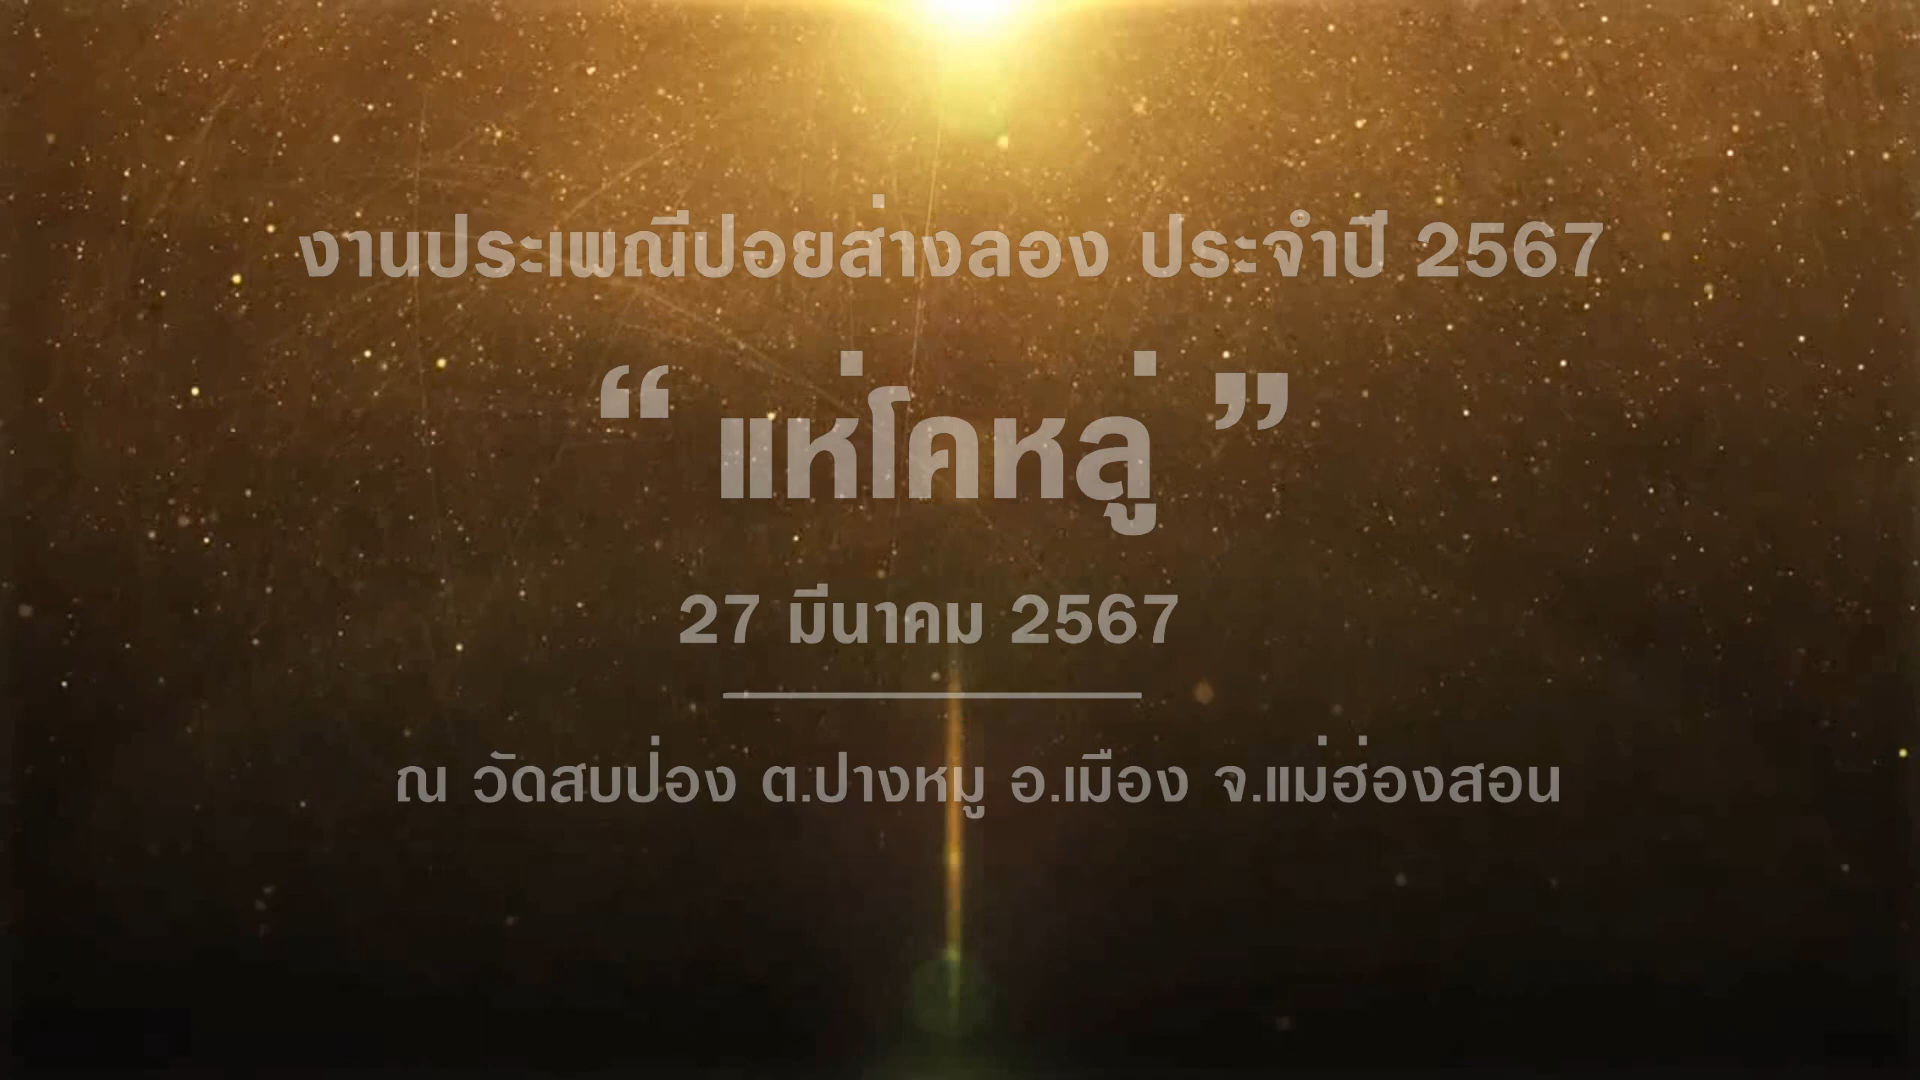 งานประเพณีปอยส่างลอง ประจำปี 2567
“ แห่โคหลู่ ”
27 มีนาคม 2567
ณ วัดสบป่อง ต.ปางหมู อ.เมือง จ.แม่ฮ่องสอน